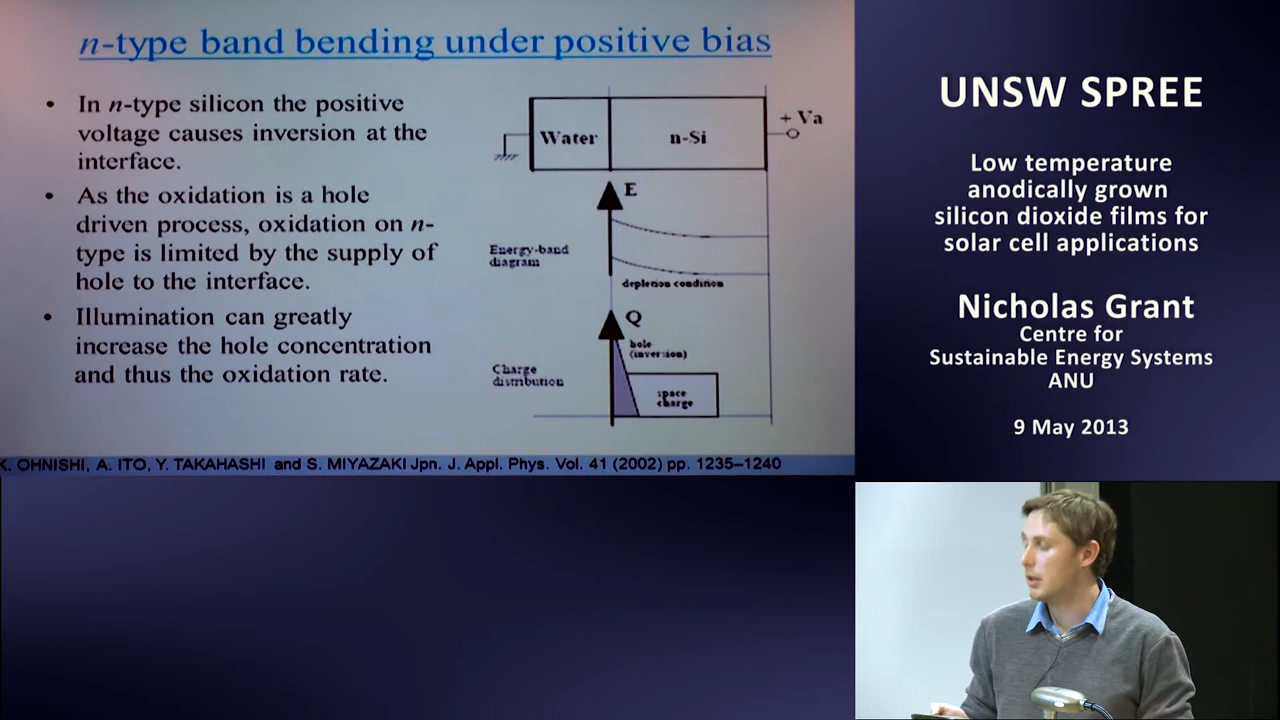 n-type band bending under positive bias
• In n-type silicon the positive
voltage causes inversion at the
interface.
• As the oxidation is a hole
driven process, oxidation on n-
type is limited by the supply of
hole to the interface.
• Illumination can greatly
increase the hole concentration
and thus the oxidation rate.
Water
n-Si
+ Va
E
Energy-band
diagram
depletion condition
Q
hole
(inversion)
Charge
distribution
space
charge
K. OHNISHI, A. ITO, Y. TAKAHASHI and S. MIYAZAKI Jpn. J. Appl. Phys. Vol. 41 (2002) pp. 1235–1240
UNSW SPREE
Low temperature
anodically grown
silicon dioxide films for
solar cell applications
Nicholas Grant
Centre for
Sustainable Energy Systems
ANU
9 May 2013